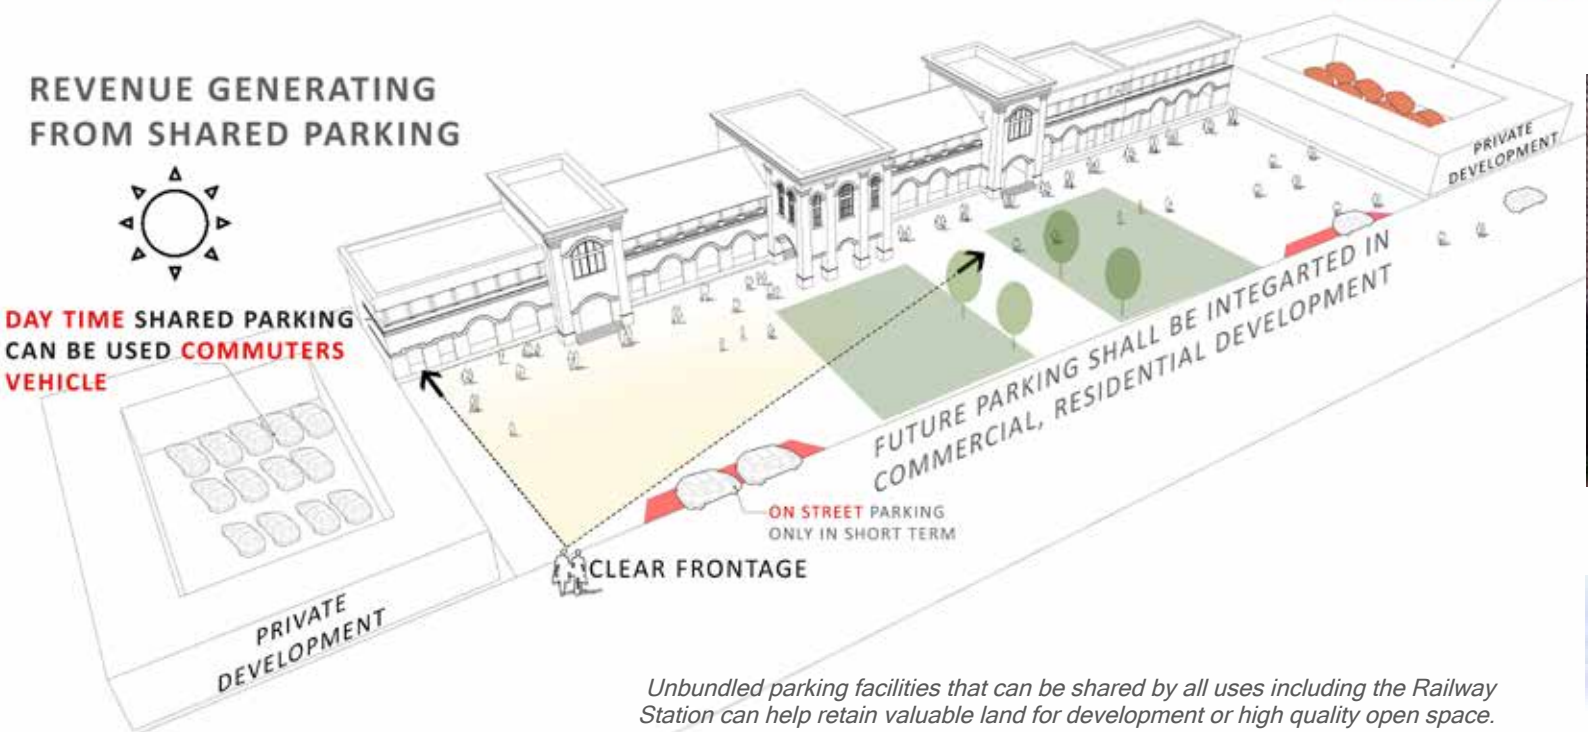 REVENUE GENERATING
FROM SHARED PARKING
DAY TIME SHARED PARKING
CAN BE USED COMMUTERS
VEHICLE
PRIVATE
DEVELOPMENT
PRIVATE
DEVELOPMENT
FUTURE PARKING SHALL BE INTEGARTED IN
COMMERCIAL, RESIDENTIAL DEVELOPMENT
ON STREET PARKING
ONLY IN SHORT TERM
CLEAR FRONTAGE
Unbundled parking facilities that can be shared by all uses including the Railway
Station can help retain valuable land for development or high quality open space.